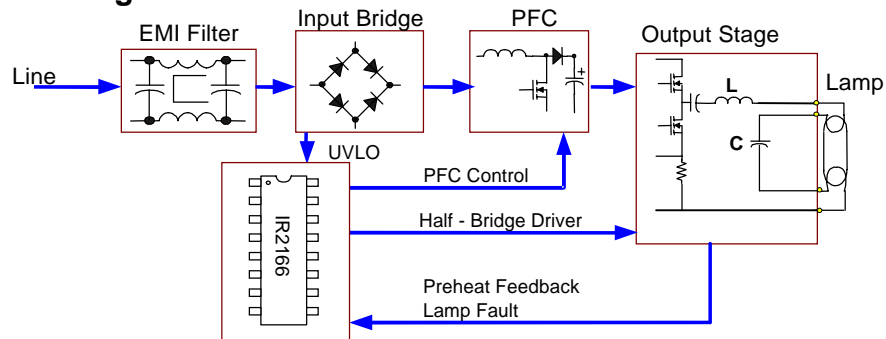 EMI Filter
Input Bridge
PFC
Output Stage
Line
+
L
Lamp
C
UVLO
PFC Control
IR2166
Half - Bridge Driver
Preheat Feedback
Lamp Fault